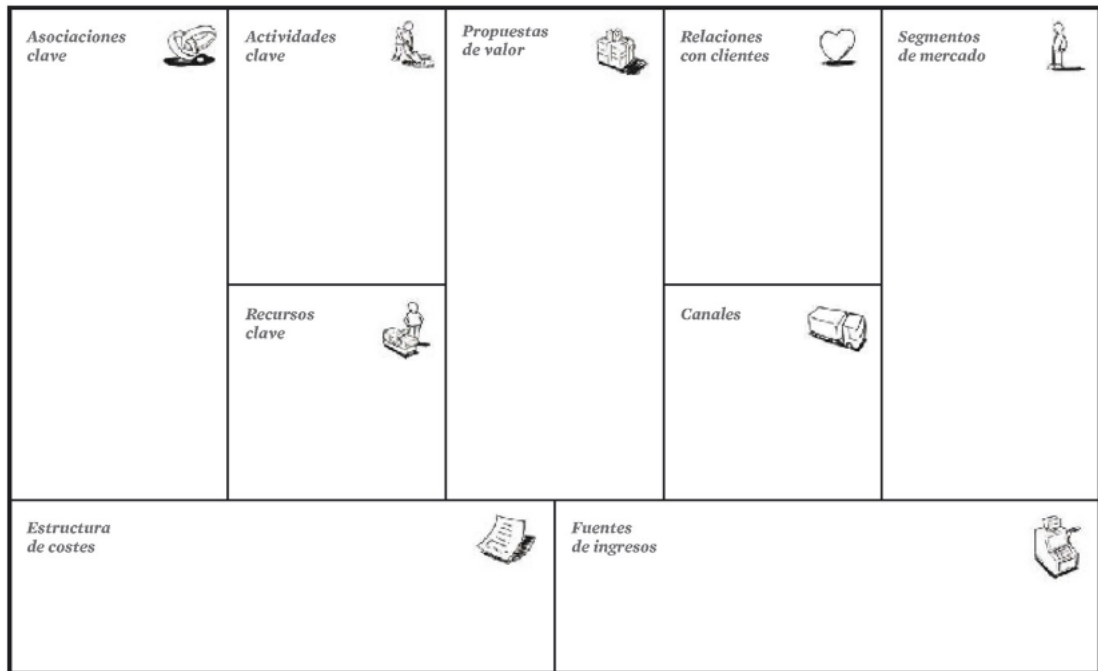 Asociaciones
clave
Actividades
clave
Propuestas
de valor
Relaciones
con clientes
Segmentos
de mercado
Recursos
clave
Canales
Estructura
de costes
Fuentes
de ingresos